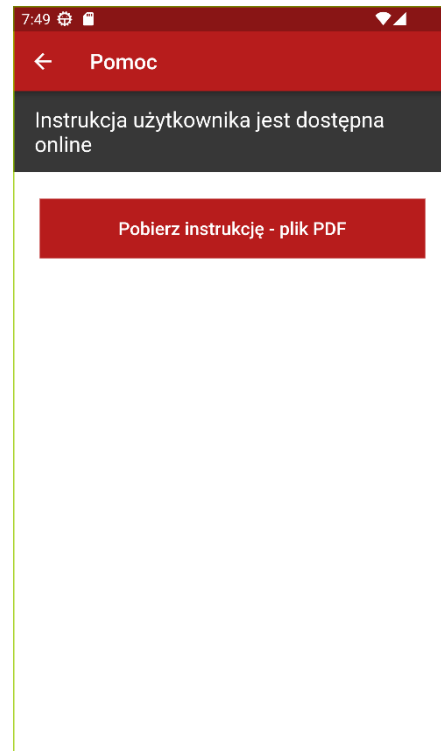 7:49
Pomoc
Instrukcja użytkownika jest dostępna
online
Pobierz instrukcję - plik PDF